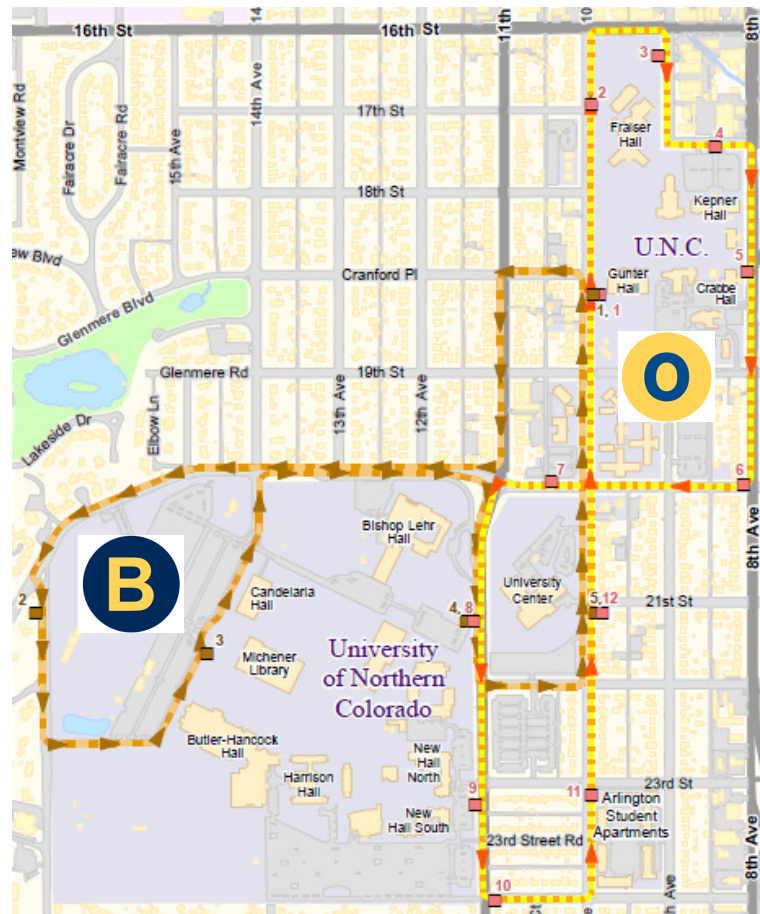 16th St
14
16th St
11th
10
8th
Montview Rd
Fairacre Dr
Fairacre Rd
15th Ave
14th Ave
3
2
17th St
Fraiser
Hall
4
18th St
Kepner
Hall
U.N.C.
ew Blvd
Cranford Pl
5
Gunter
Hall
Crabbe
Hall
Glenmere Blvd
1, 1
Glenmere Rd
19th St
O
Elbow Ln
13th Ave
12th Ave
Lakeside Dr
7
6
8th Ave
Bishop Lehr
Hall
B
2
Candelaria
Hall
University
Center
4, 8
5,12
21st St
3
Michener
Library
University
of Northern
Colorado
Butler-Hancock
Hall
New
Hall
North
Harrison
Hall
23rd St
9
11
New
Hall South
Arlington
Student
Apartments
23rd Street Rd
8th Ave
10
Ct
th Ave